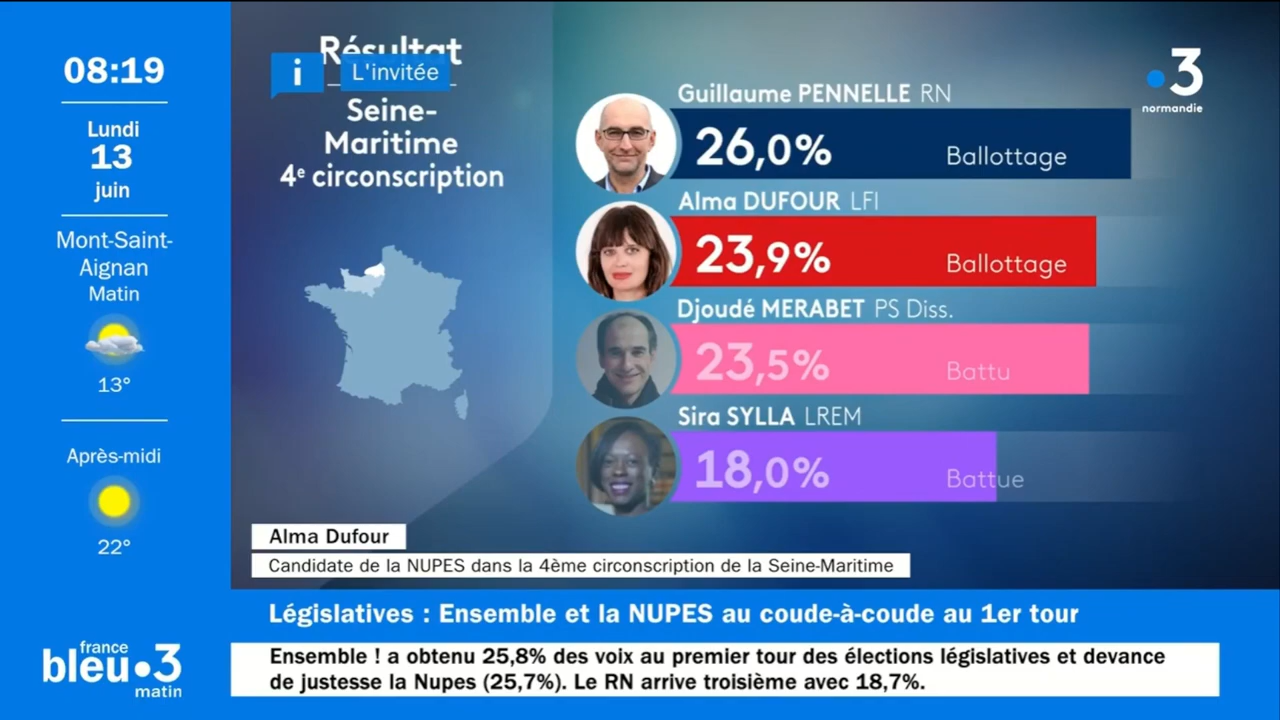 08:19
Lundi
13
juin
Mont-Saint-
Aignan
Matin
13°
Après-midi
22°
Résultat
i L'invitée
Seine-
Maritime
4e circonscription
3
normandie
Guillaume PENNELLE RN
26,0% Ballottage
Alma DUFOUR LFI
23,9% Ballottage
Djoudé MERABET PS Diss.
23,5% Battu
Sira SYLLA LREM
18,0% Battue
Alma Dufour
Candidate de la NUPES dans la 4ème circonscription de la Seine-Maritime
Législatives : Ensemble et la NUPES au coude-à-coude au 1er tour
Ensemble ! a obtenu 25,8% des voix au premier tour des élections législatives et devance
de justesse la Nupes (25,7%). Le RN arrive troisième avec 18,7%.
france
bleu•3
matin